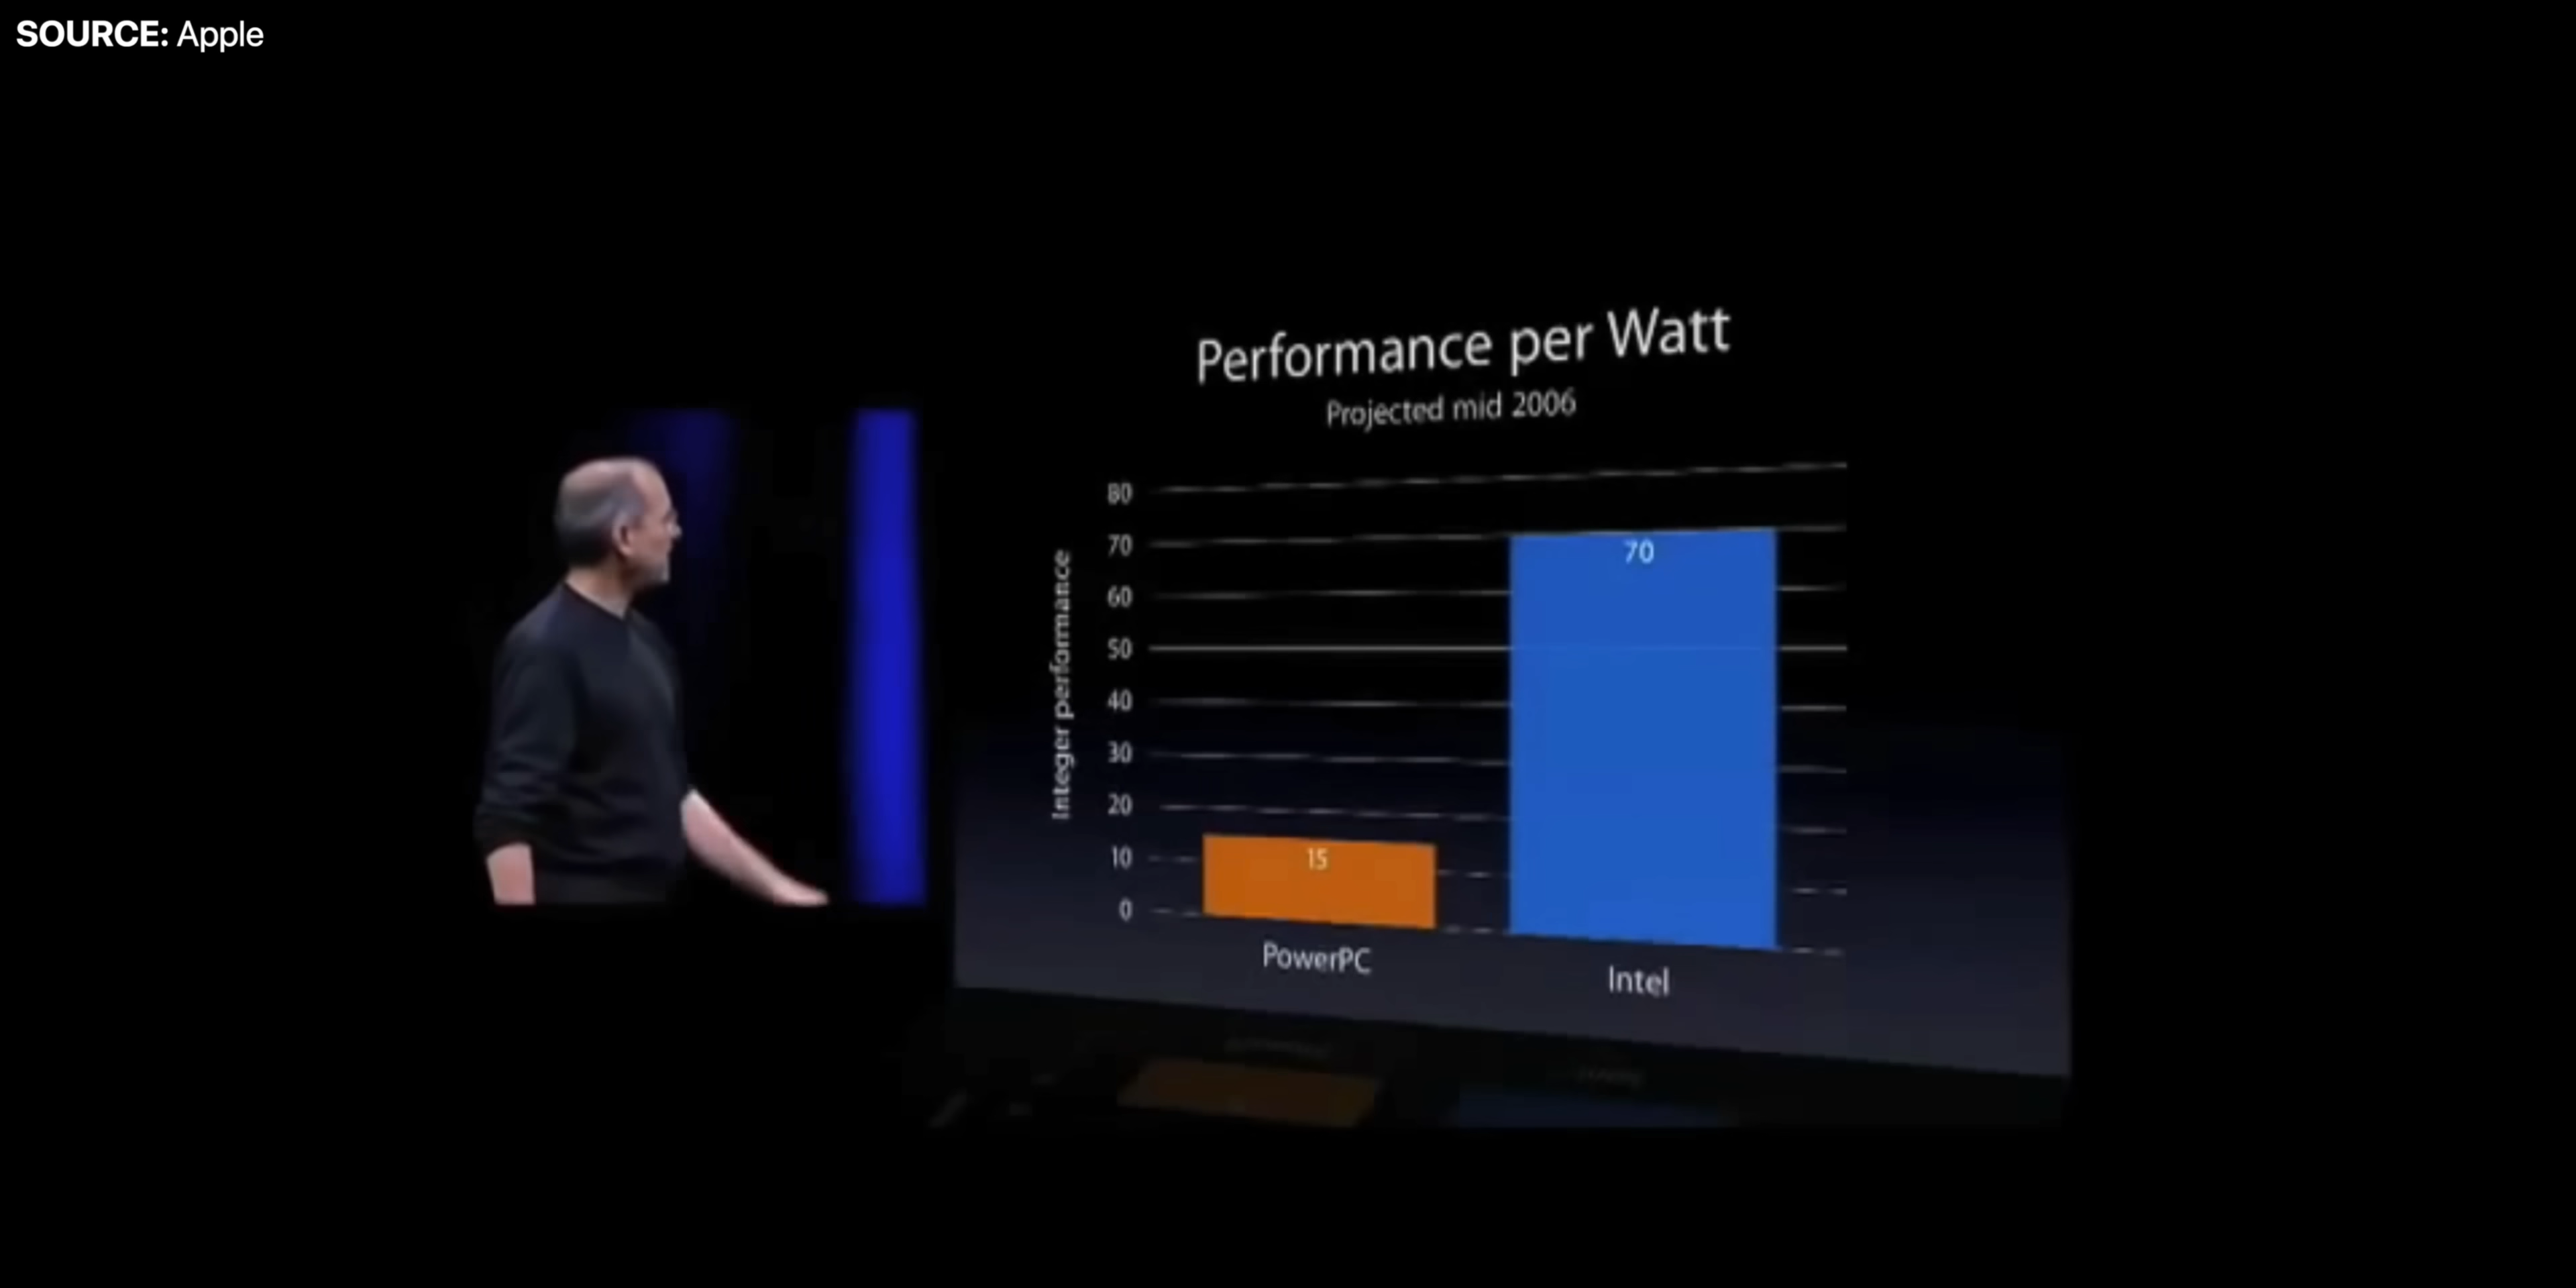 SOURCE: Apple
Performance per Watt
Projected mid 2006
Integer performance
80
70
60
50
40
30
20
10
0
70
15
PowerPC
Intel